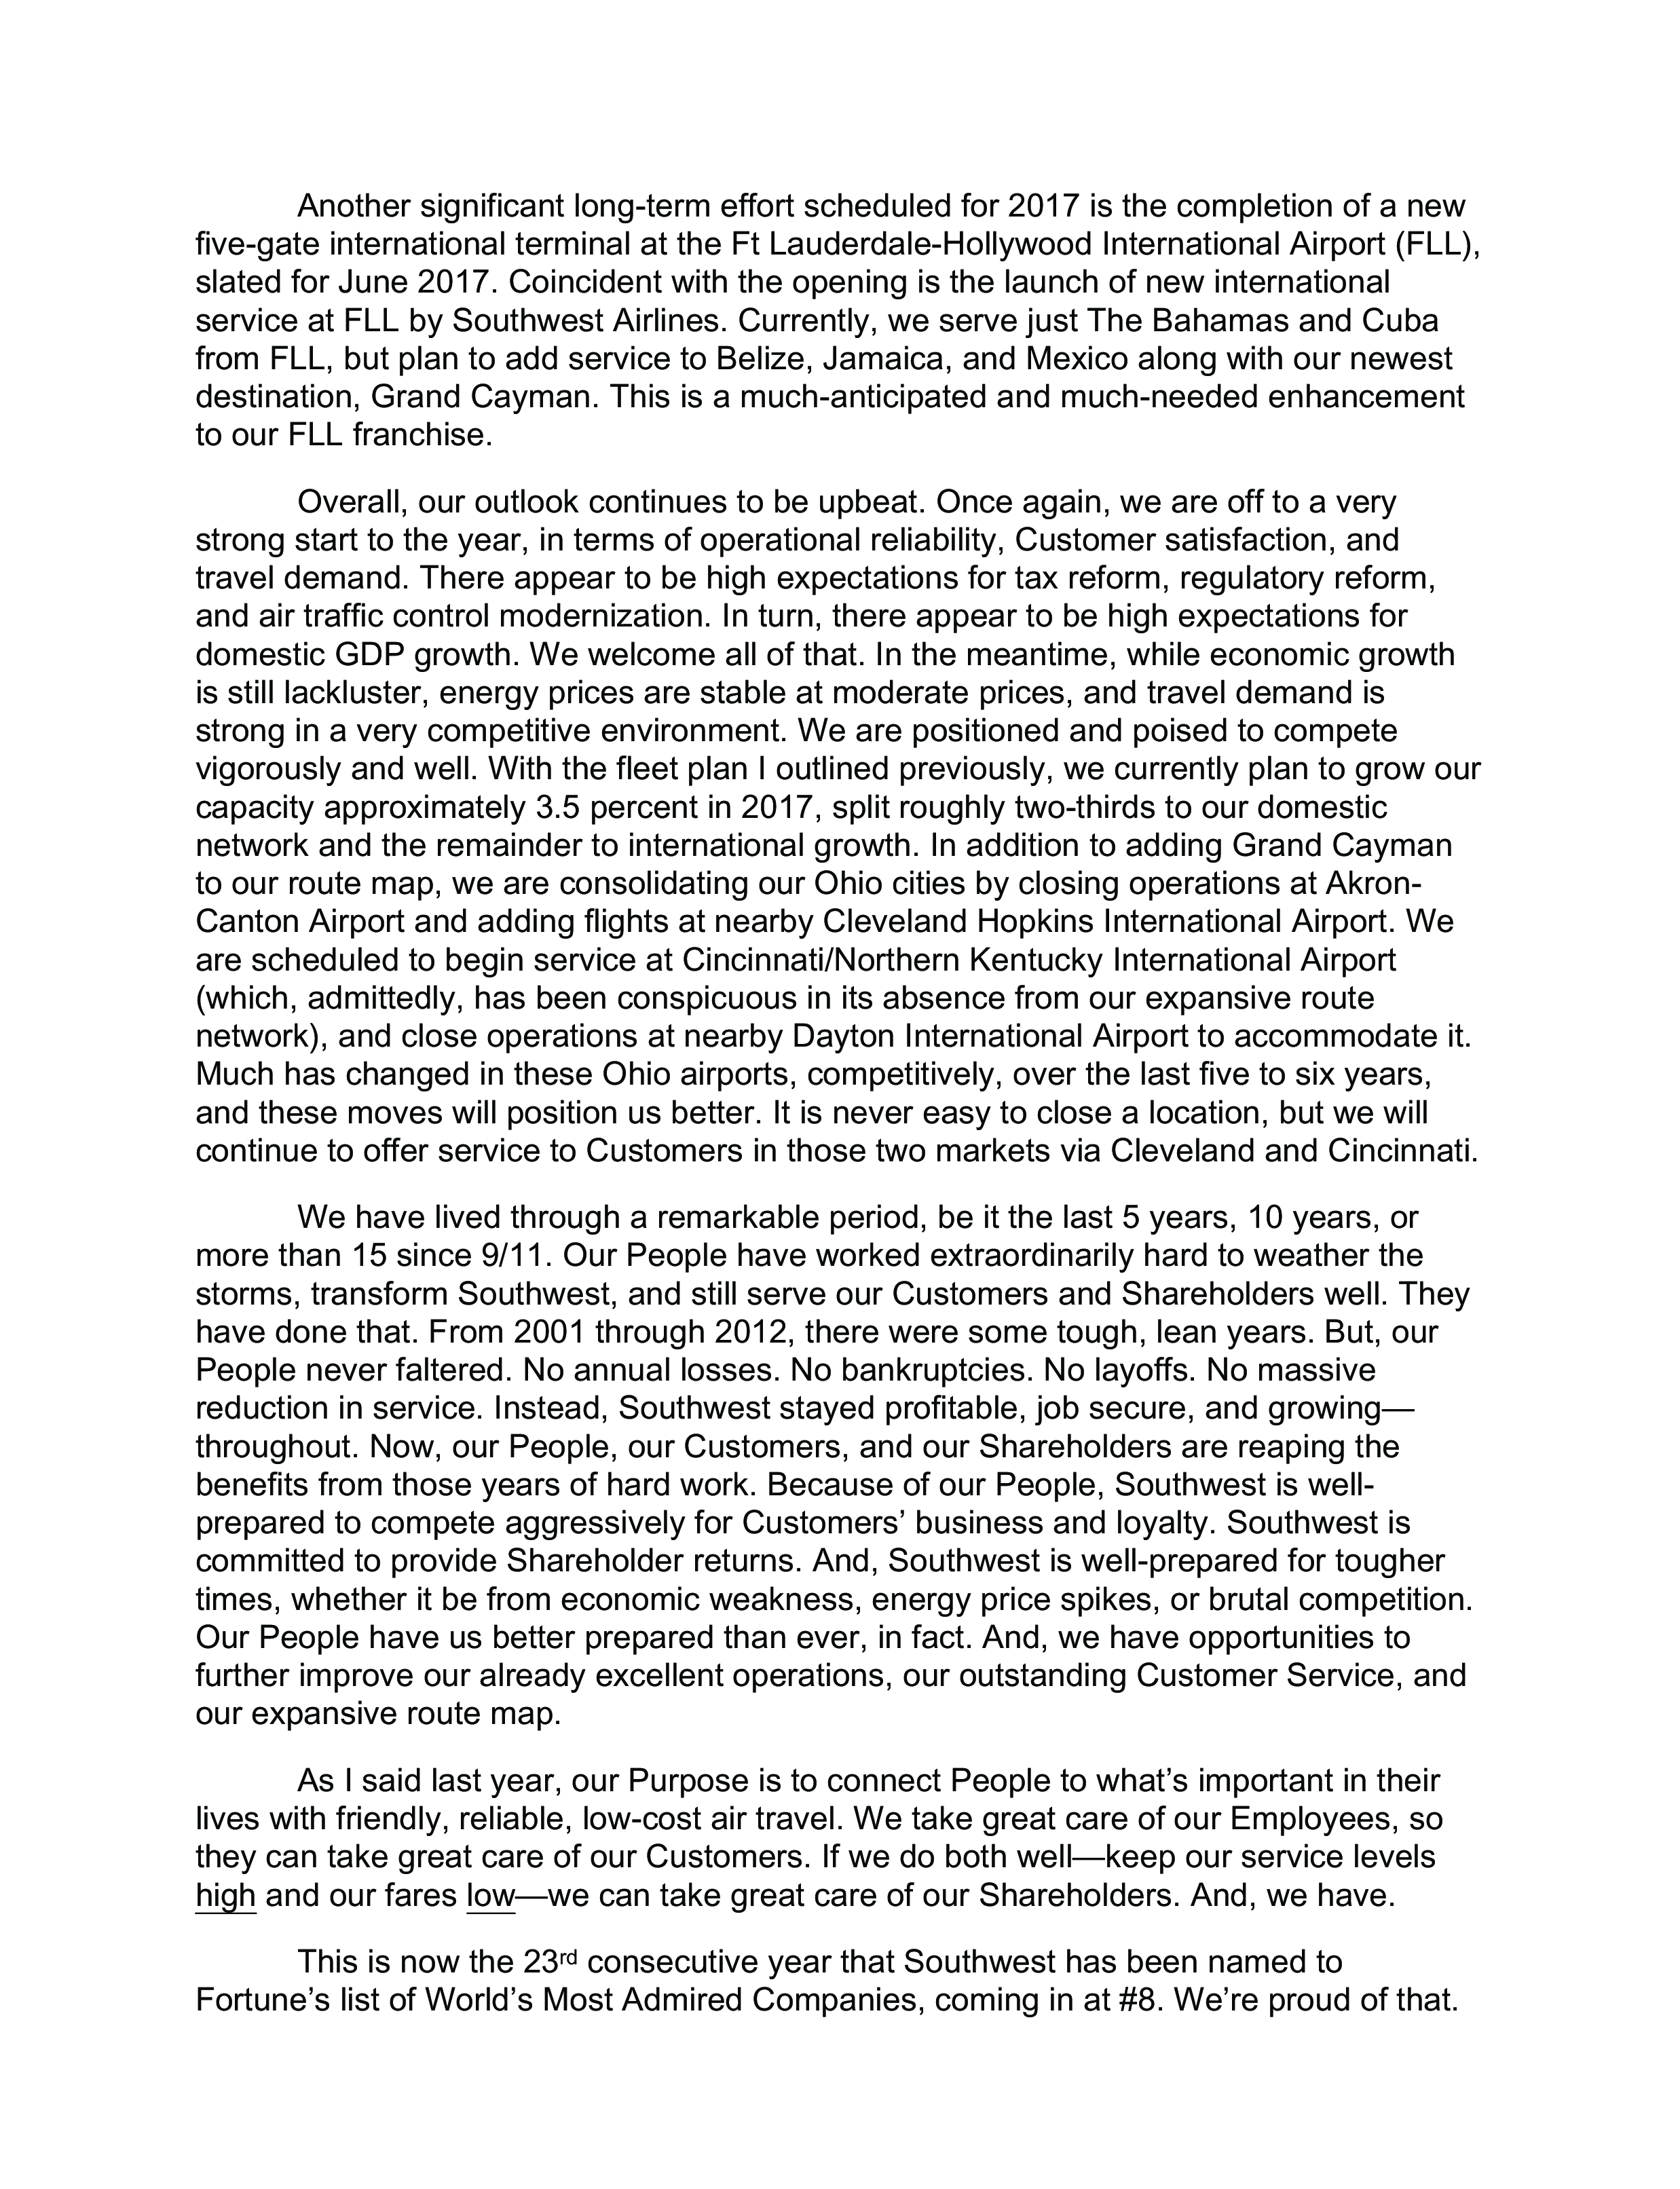 Another significant long-term effort scheduled for 2017 is the completion of a new
five-gate international terminal at the Ft Lauderdale-Hollywood International Airport (FLL),
slated for June 2017. Coincident with the opening is the launch of new international
service at FLL by Southwest Airlines. Currently, we serve just The Bahamas and Cuba
from FLL, but plan to add service to Belize, Jamaica, and Mexico along with our newest
destination, Grand Cayman. This is a much-anticipated and much-needed enhancement
to our FLL franchise.
Overall, our outlook continues to be upbeat. Once again, we are off to a very
strong start to the year, in terms of operational reliability, Customer satisfaction, and
travel demand. There appear to be high expectations for tax reform, regulatory reform,
and air traffic control modernization. In turn, there appear to be high expectations for
domestic GDP growth. We welcome all of that. In the meantime, while economic growth
is still lackluster, energy prices are stable at moderate prices, and travel demand is
strong in a very competitive environment. We are positioned and poised to compete
vigorously and well. With the fleet plan I outlined previously, we currently plan to grow our
capacity approximately 3.5 percent in 2017, split roughly two-thirds to our domestic
network and the remainder to international growth. In addition to adding Grand Cayman
to our route map, we are consolidating our Ohio cities by closing operations at Akron-
Canton Airport and adding flights at nearby Cleveland Hopkins International Airport. We
are scheduled to begin service at Cincinnati/Northern Kentucky International Airport
(which, admittedly, has been conspicuous in its absence from our expansive route
network), and close operations at nearby Dayton International Airport to accommodate it.
Much has changed in these Ohio airports, competitively, over the last five to six years,
and these moves will position us better. It is never easy to close a location, but we will
continue to offer service to Customers in those two markets via Cleveland and Cincinnati.
We have lived through a remarkable period, be it the last 5 years, 10 years, or
more than 15 since 9/11. Our People have worked extraordinarily hard to weather the
storms, transform Southwest, and still serve our Customers and Shareholders well. They
have done that. From 2001 through 2012, there were some tough, lean years. But, our
People never faltered. No annual losses. No bankruptcies. No layoffs. No massive
reduction in service. Instead, Southwest stayed profitable, job secure, and growing—
throughout. Now, our People, our Customers, and our Shareholders are reaping the
benefits from those years of hard work. Because of our People, Southwest is well-
prepared to compete aggressively for Customers’ business and loyalty. Southwest is
committed to provide Shareholder returns. And, Southwest is well-prepared for tougher
times, whether it be from economic weakness, energy price spikes, or brutal competition.
Our People have us better prepared than ever, in fact. And, we have opportunities to
further improve our already excellent operations, our outstanding Customer Service, and
our expansive route map.
As I said last year, our Purpose is to connect People to what’s important in their
lives with friendly, reliable, low-cost air travel. We take great care of our Employees, so
they can take great care of our Customers. If we do both well—keep our service levels
high and our fares low—we can take great care of our Shareholders. And, we have.
This is now the 23rd consecutive year that Southwest has been named to
Fortune’s list of World’s Most Admired Companies, coming in at #8. We’re proud of that.